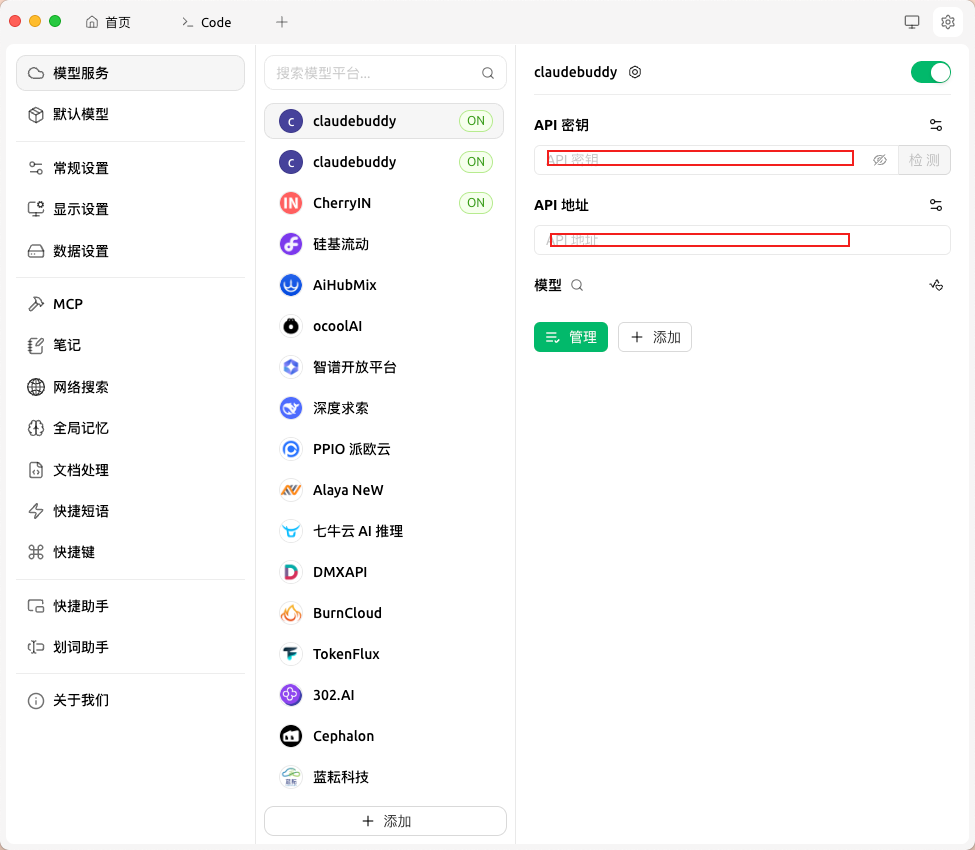 首页
Code
模型服务
默认模型
常规设置
显示设置
数据设置
MCP
笔记
网络搜索
全局记忆
文档处理
快捷短语
快捷键
快捷助手
划词助手
关于我们
搜索模型平台...
C claudebuddy ON
C claudebuddy ON
IN CherryIN ON
硅基流动
AiHubMix
ocoolAI
智谱开放平台
深度求索
PPIO 派欧云
Alaya NeW
七牛云 AI 推理
DMXAPI
BurnCloud
TokenFlux
302.AI
Cephalon
蓝耘科技
添加
claudebuddy
API 密钥
API 密钥
检 测
API 地址
API 地址
模型
管理
添加